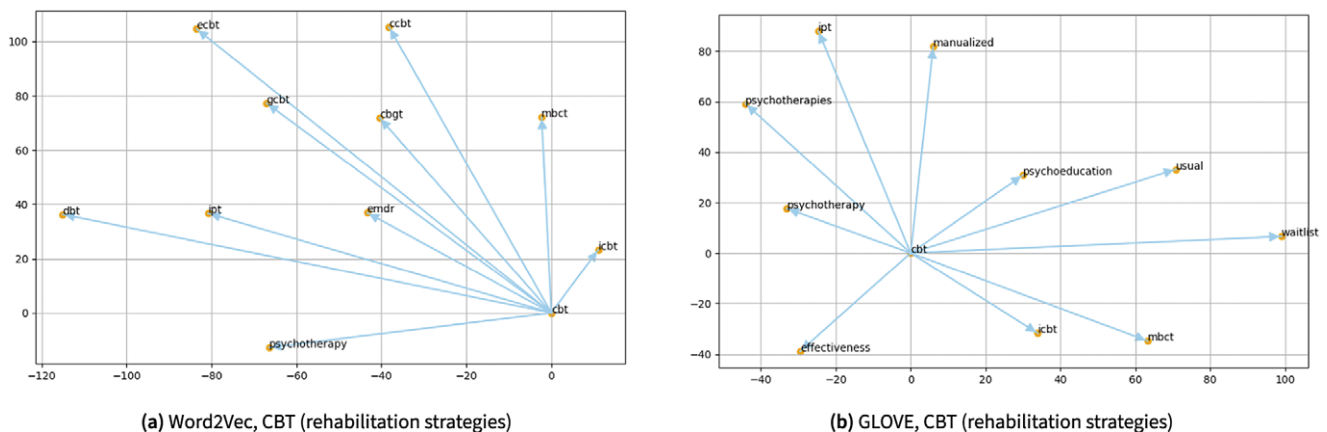 ecbt
ccbt
100
80
gcbt
cbgt
mbct
60
40
dbt
ipt
emdr
icbt
20
cbt
0
psychotherapy
−120 −100 −80 −60 −40 −20 0
(a) Word2Vec, CBT (rehabilitation strategies)
ipt
manualized
80
psychotherapies
60
40
usual
psychoeducation
20
psychotherapy
waitlist
cbt
0
−20
icbt
mbct
effectiveness
−40
−40 −20 0 20 40 60 80 100
(b) GLOVE, CBT (rehabilitation strategies)